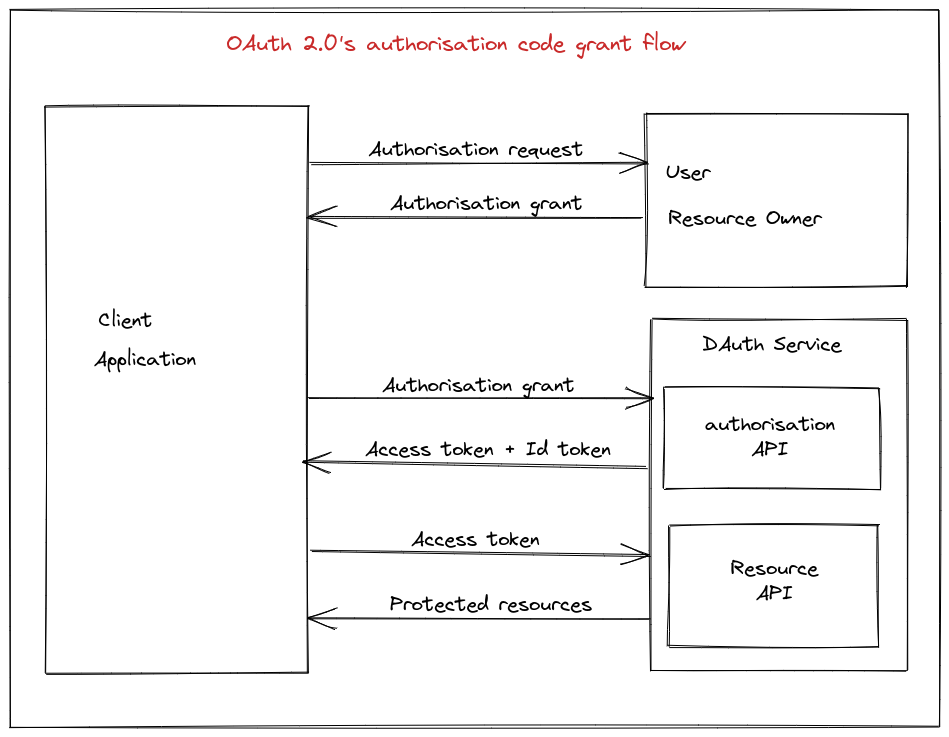 OAuth 2.0's authorisation code grant flow
Authorisation request
User
Authorisation grant
Resource Owner
Client
Application
DAuth Service
Authorisation grant
authorisation
API
Access token + Id token
Access token
Resource
API
Protected resources